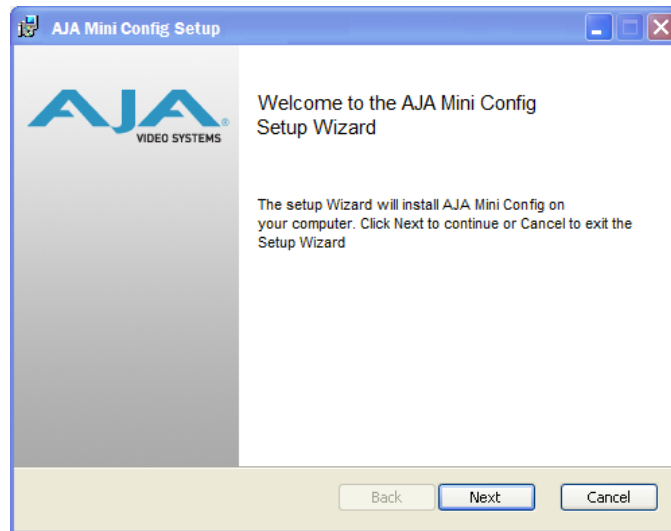 AJA Mini Config Setup
AJA®
VIDEO SYSTEMS
Welcome to the AJA Mini Config
Setup Wizard
The setup Wizard will install AJA Mini Config on
your computer. Click Next to continue or Cancel to exit the
Setup Wizard
Back
Next
Cancel